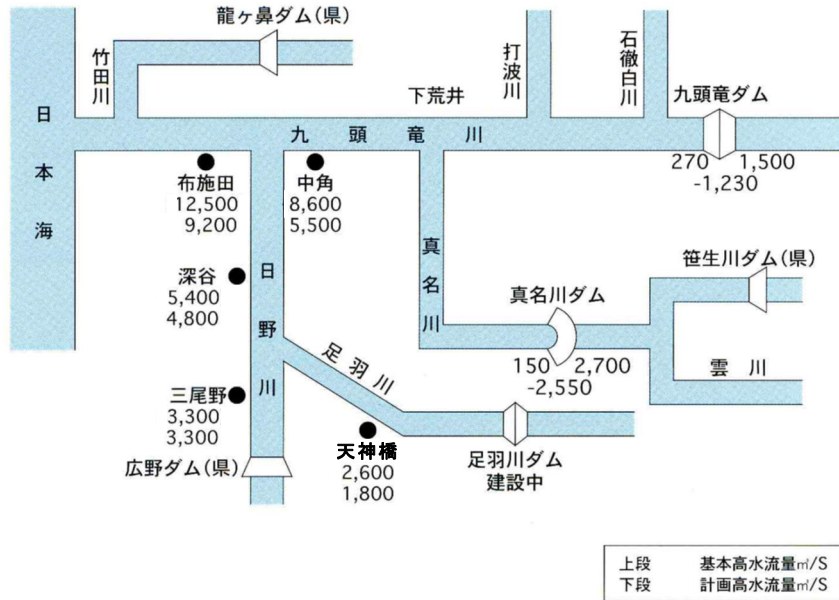 龍ヶ鼻ダム(県)
竹田川
打波川
石徹白川
下荒井
九頭竜ダム
日本海
九頭竜川
270 1,500
-1,230
布施田
12,500
9,200
中角
8,600
5,500
真名川
笹生川ダム(県)
深谷
5,400
4,800
日野川
真名川ダム
150 2,700
-2,550
足羽川
雲川
三尾野
3,300
3,300
天神橋
2,600
1,800
広野ダム(県)
足羽川ダム
建設中
上段 基本高水流量㎥/S
下段 計画高水流量㎥/S